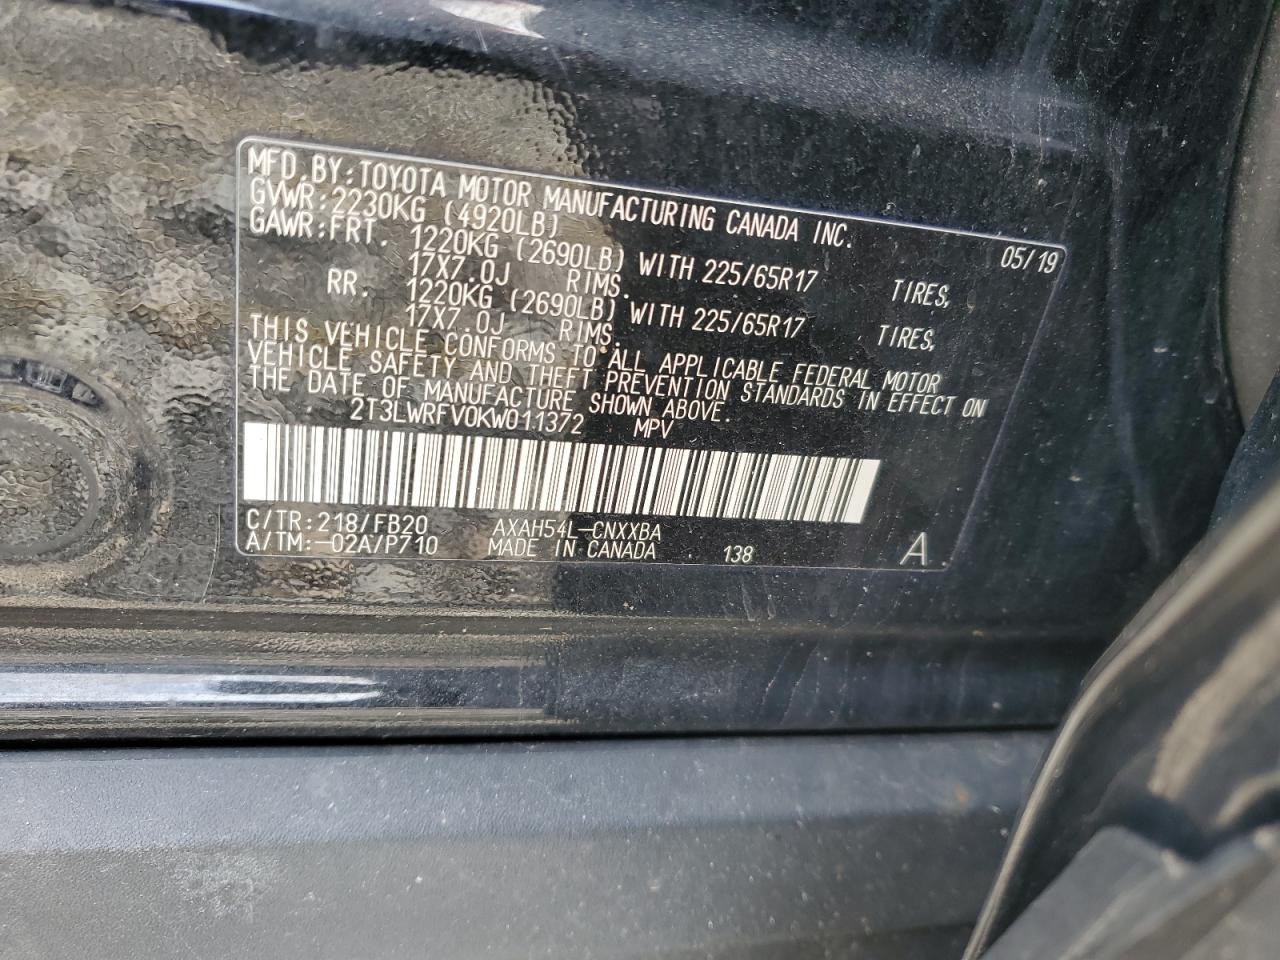 MFD.BY:TOYOTA MOTOR MANUFACTURING CANADA INC.
GVWR:2230KG (4920LB) 05/19
GAWR:FRT. 1220KG (2690LB) WITH 225/65R17 TIRES,
17X7.0J RIMS.
RR. 1220KG (2690LB) WITH 225/65R17 TIRES,
17X7.0J RIMS.
THIS VEHICLE CONFORMS TO ALL APPLICABLE FEDERAL MOTOR
VEHICLE SAFETY AND THEFT PREVENTION STANDARDS IN EFFECT ON
THE DATE OF MANUFACTURE SHOWN ABOVE.
2T3LWRFV0KW011372 MPV
C/TR:218/FB20 AXAH54L-CNXXBA
A/TM:-02A/P710 MADE IN CANADA 138 A